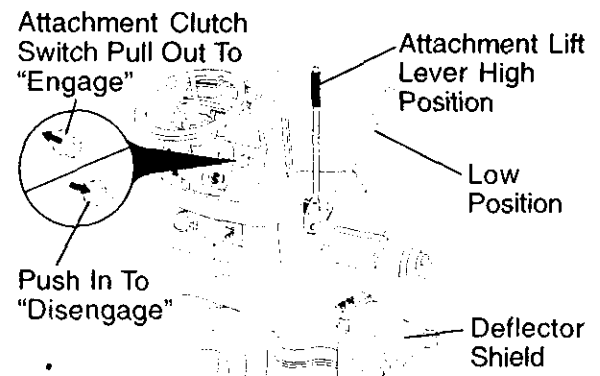 Attachment Clutch
Switch Pull Out To
“Engage”
Attachment Lift
Lever High
Position
Low
Position
Push In To
“Disengage”
Deflector
Shield